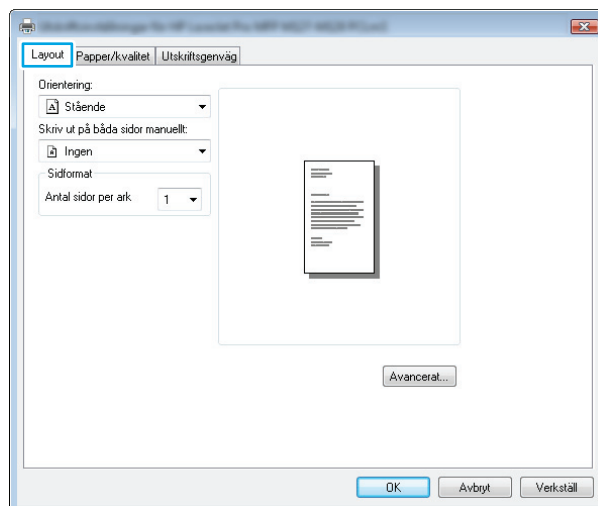 Layout Papper/kvalitet Utskriftsgenväg
Orientering:
Stående
Skriv ut på båda sidor manuellt:
Ingen
Sidformat
Antal sidor per ark 1
Avancerat...
OK Avbryt Verkställ